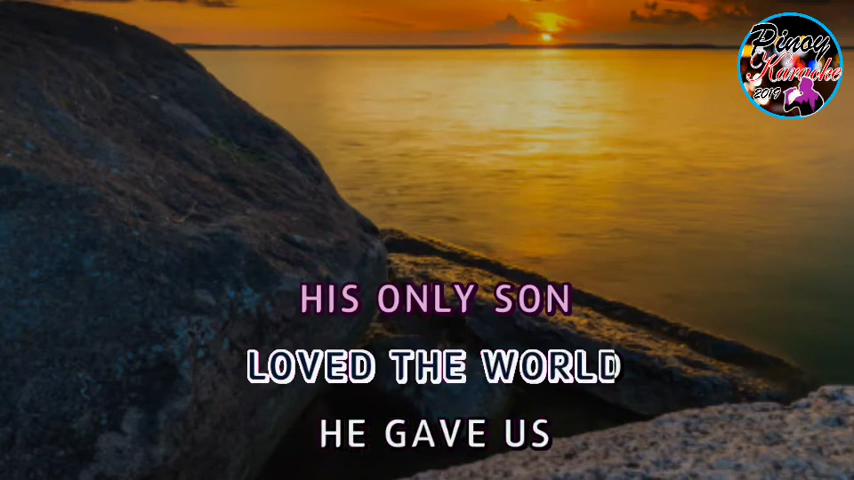 Pinoy
Karaoke
2019
HIS ONLY SON
LOVED THE WORLD
HE GAVE US